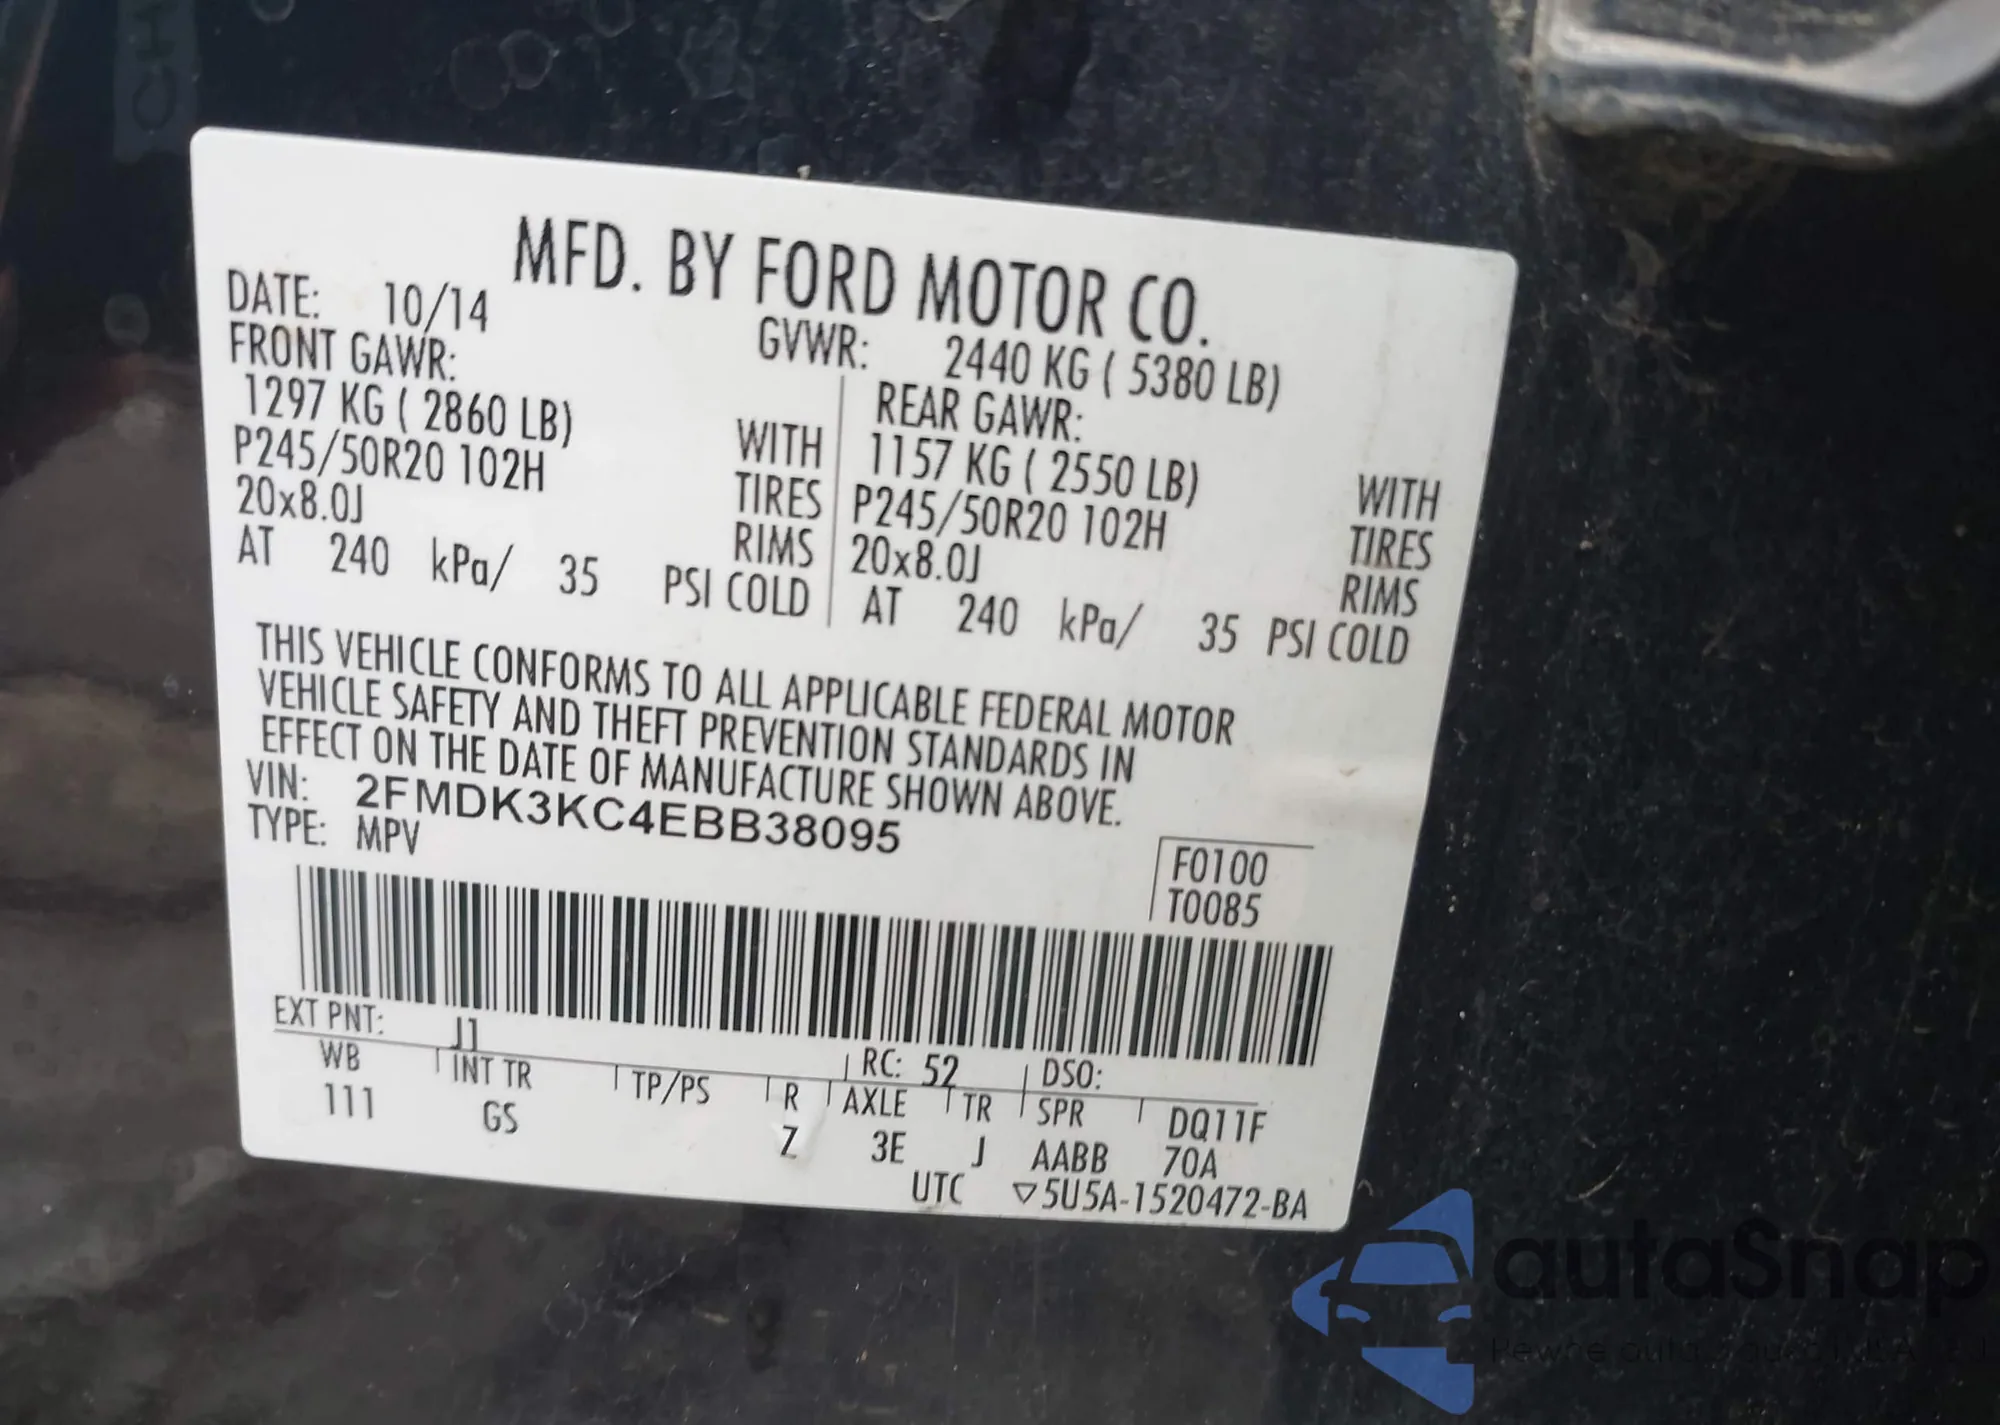 MFD. BY FORD MOTOR CO.
DATE: 10/14 GVWR: 2440 KG ( 5380 LB)
FRONT GAWR: REAR GAWR:
1297 KG ( 2860 LB) WITH 1157 KG ( 2550 LB) WITH
P245/50R20 102H TIRES P245/50R20 102H TIRES
20x8.0J RIMS 20x8.0J RIMS
AT 240 kPa/ 35 PSI COLD AT 240 kPa/ 35 PSI COLD
THIS VEHICLE CONFORMS TO ALL APPLICABLE FEDERAL MOTOR
VEHICLE SAFETY AND THEFT PREVENTION STANDARDS IN
EFFECT ON THE DATE OF MANUFACTURE SHOWN ABOVE.
VIN: 2FMDK3KC4EBB38095
TYPE: MPV
F0100
T0085
EXT PNT: J1 RC: 52 DSO:
WB INT TR TP/PS R AXLE TR SPR DQ11F
111 GS Z 3E J AABB 70A
UTC ▽5U5A-1520472-BA
autoSnap